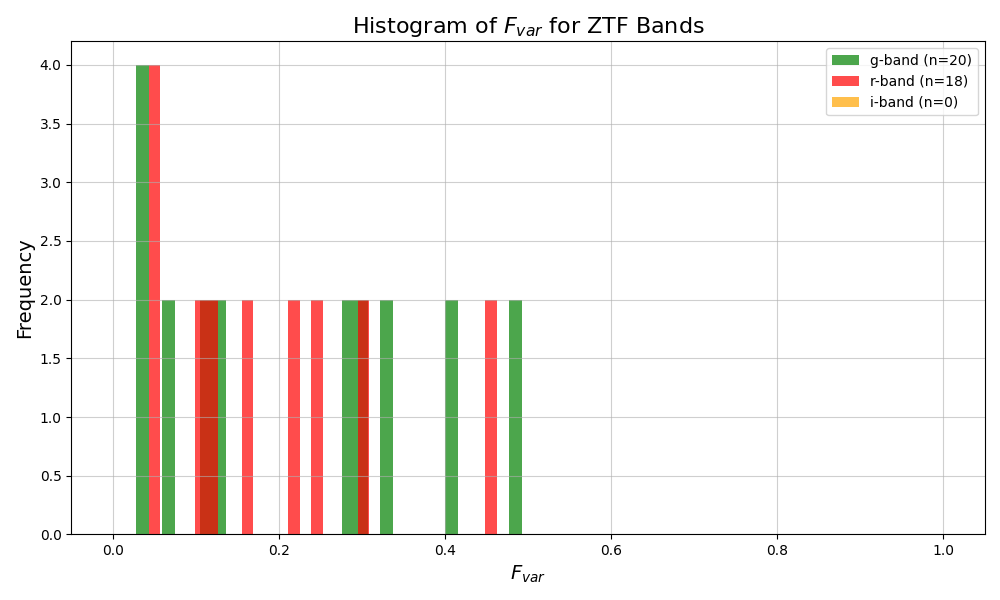 Histogram of F_var for ZTF Bands
g-band (n=20)
r-band (n=18)
i-band (n=0)
Frequency
4.0
3.5
3.0
2.5
2.0
1.5
1.0
0.5
0.0
0.0 0.2 0.4 0.6 0.8 1.0
F_var